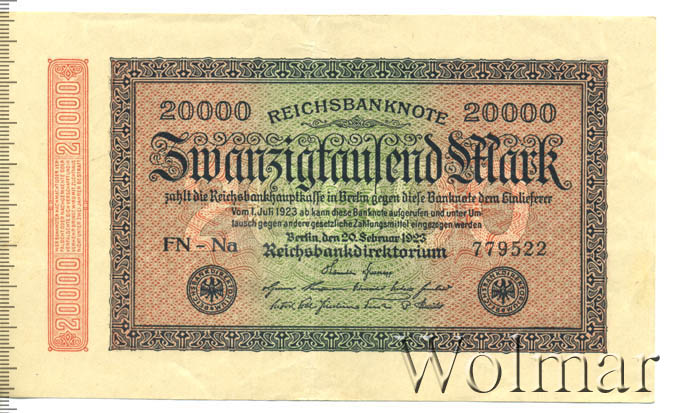 20000 REICHSBANKNOTE 20000
Zwanzigtausend Mark
zahlt die Reichsbankhauptkasse in Berlin gegen diese Banknote dem Einlieferer
Vom 1. Juli 1923 ab kann diese Banknote aufgerufen und unter Um-
tausch gegen andere gesetzliche Zahlungsmittel eingezogen werden
Berlin, den 20. Februar 1923
FN - Na Reichsbankdirektorium 779522
20000
20000
Wolmar